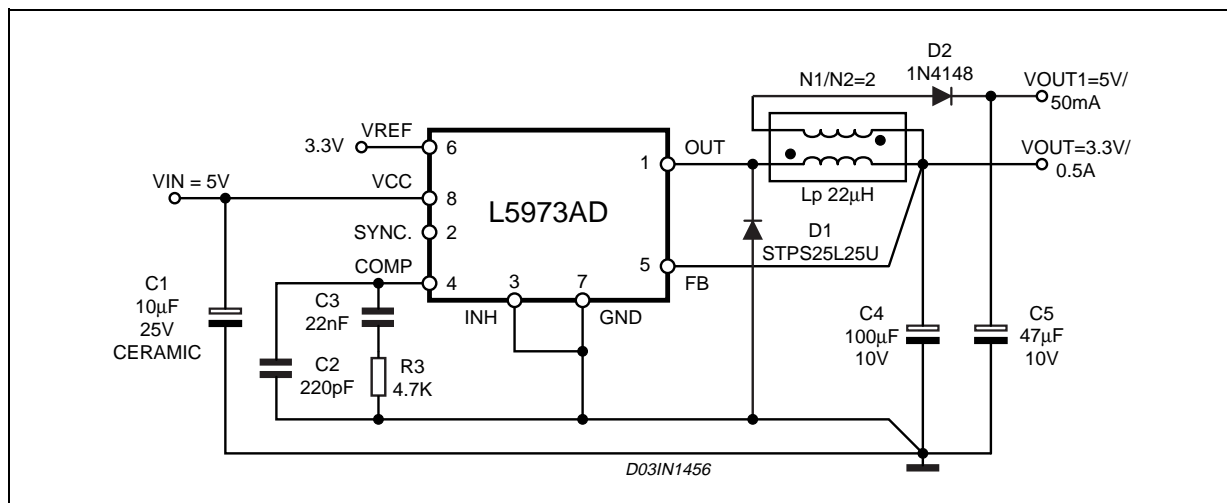 D2
1N4148
N1/N2=2
VOUT1=5V/
50mA
VREF
3.3V
6
1
OUT
VOUT=3.3V/
0.5A
VIN = 5V
VCC
8
L5973AD
Lp 22μH
SYNC.
2
D1
STPS25L25U
COMP
4
3
7
5
FB
INH
GND
C1
10μF
25V
CERAMIC
C3
22nF
C2
220pF
R3
4.7K
C4
100μF
10V
C5
47μF
10V
D03IN1456